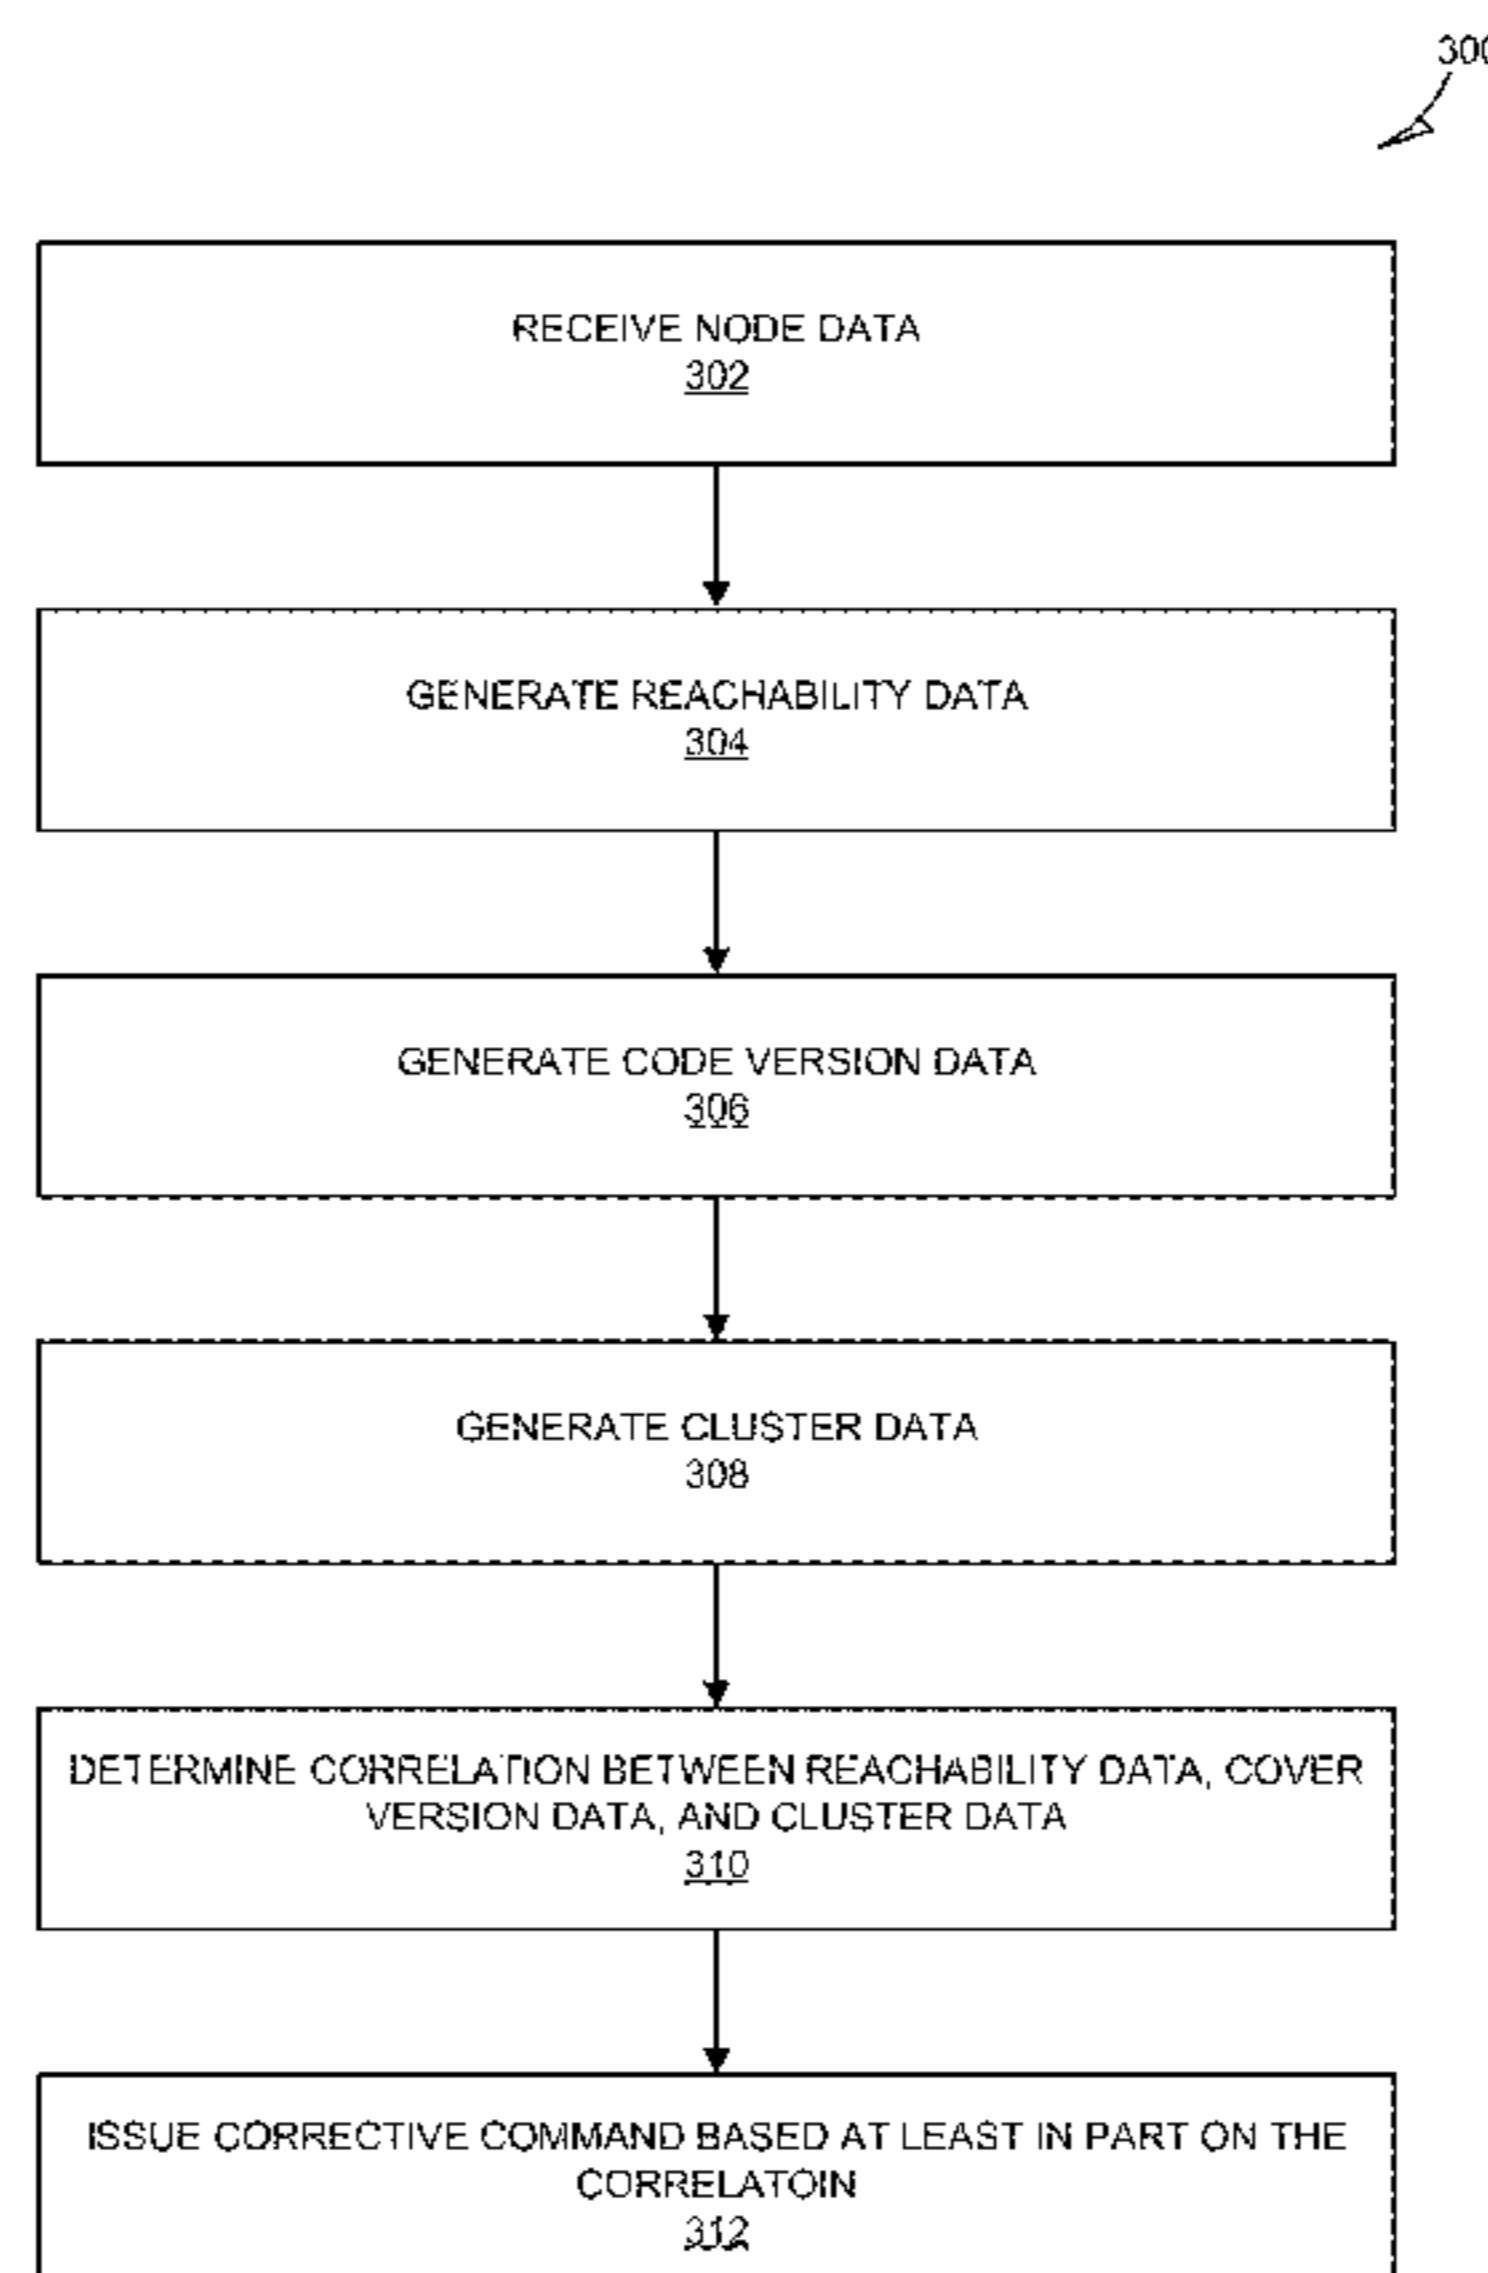 300
RECEIVE NODE DATA
302
GENERATE REACHABILITY DATA
304
GENERATE CODE VERSION DATA
306
GENERATE CLUSTER DATA
308
DETERMINE CORRELATION BETWEEN REACHABILITY DATA, COVER
VERSION DATA, AND CLUSTER DATA
310
ISSUE CORRECTIVE COMMAND BASED AT LEAST IN PART ON THE
CORRELATOIN
312